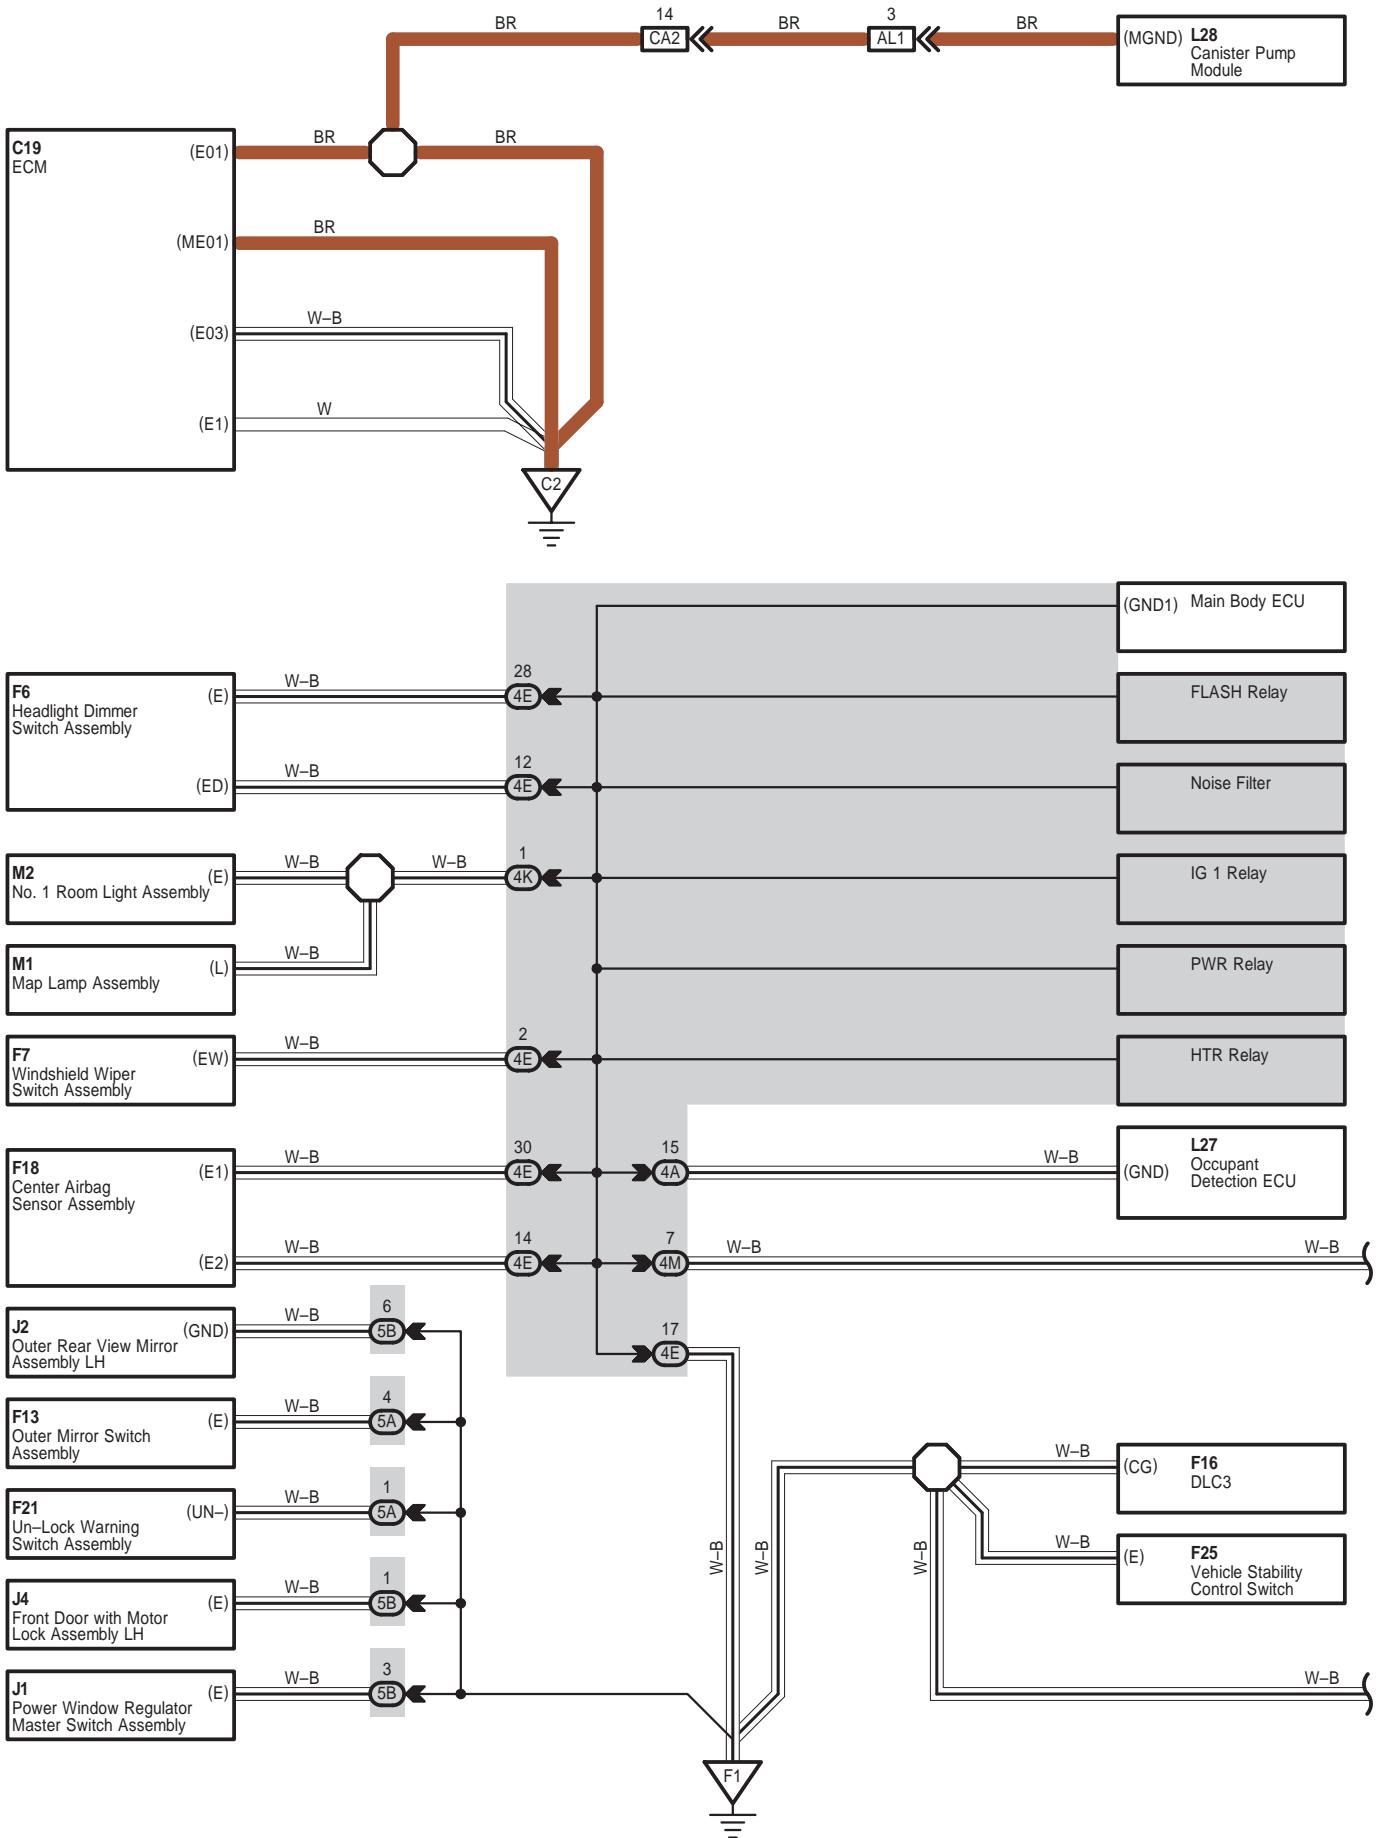 14
3
BR
BR
BR
CA2
AL1
(MGND)
L28
Canister Pump
Module
C19
ECM
(E01)
BR
BR
(ME01)
BR
(E03)
W–B
(E1)
W
C2
(GND1)
Main Body ECU
F6
Headlight Dimmer
Switch Assembly
(E)
W–B
28
4E
FLASH Relay
(ED)
W–B
12
4E
Noise Filter
M2
No. 1 Room Light Assembly
(E)
W–B
W–B
1
4K
IG 1 Relay
M1
Map Lamp Assembly
(L)
W–B
PWR Relay
F7
Windshield Wiper
Switch Assembly
(EW)
W–B
2
4E
HTR Relay
F18
Center Airbag
Sensor Assembly
(E1)
W–B
30
4E
15
4A
W–B
(GND)
L27
Occupant
Detection ECU
(E2)
W–B
14
4E
7
4M
W–B
W–B
J2
Outer Rear View Mirror
Assembly LH
(GND)
W–B
6
5B
17
4E
F13
Outer Mirror Switch
Assembly
(E)
W–B
4
5A
W–B
(CG)
F16
DLC3
F21
Un–Lock Warning
Switch Assembly
(UN–)
W–B
1
5A
W–B
W–B
W–B
W–B
(E)
F25
Vehicle Stability
Control Switch
J4
Front Door with Motor
Lock Assembly LH
(E)
W–B
1
5B
J1
Power Window Regulator
Master Switch Assembly
(E)
W–B
3
5B
W–B
F1